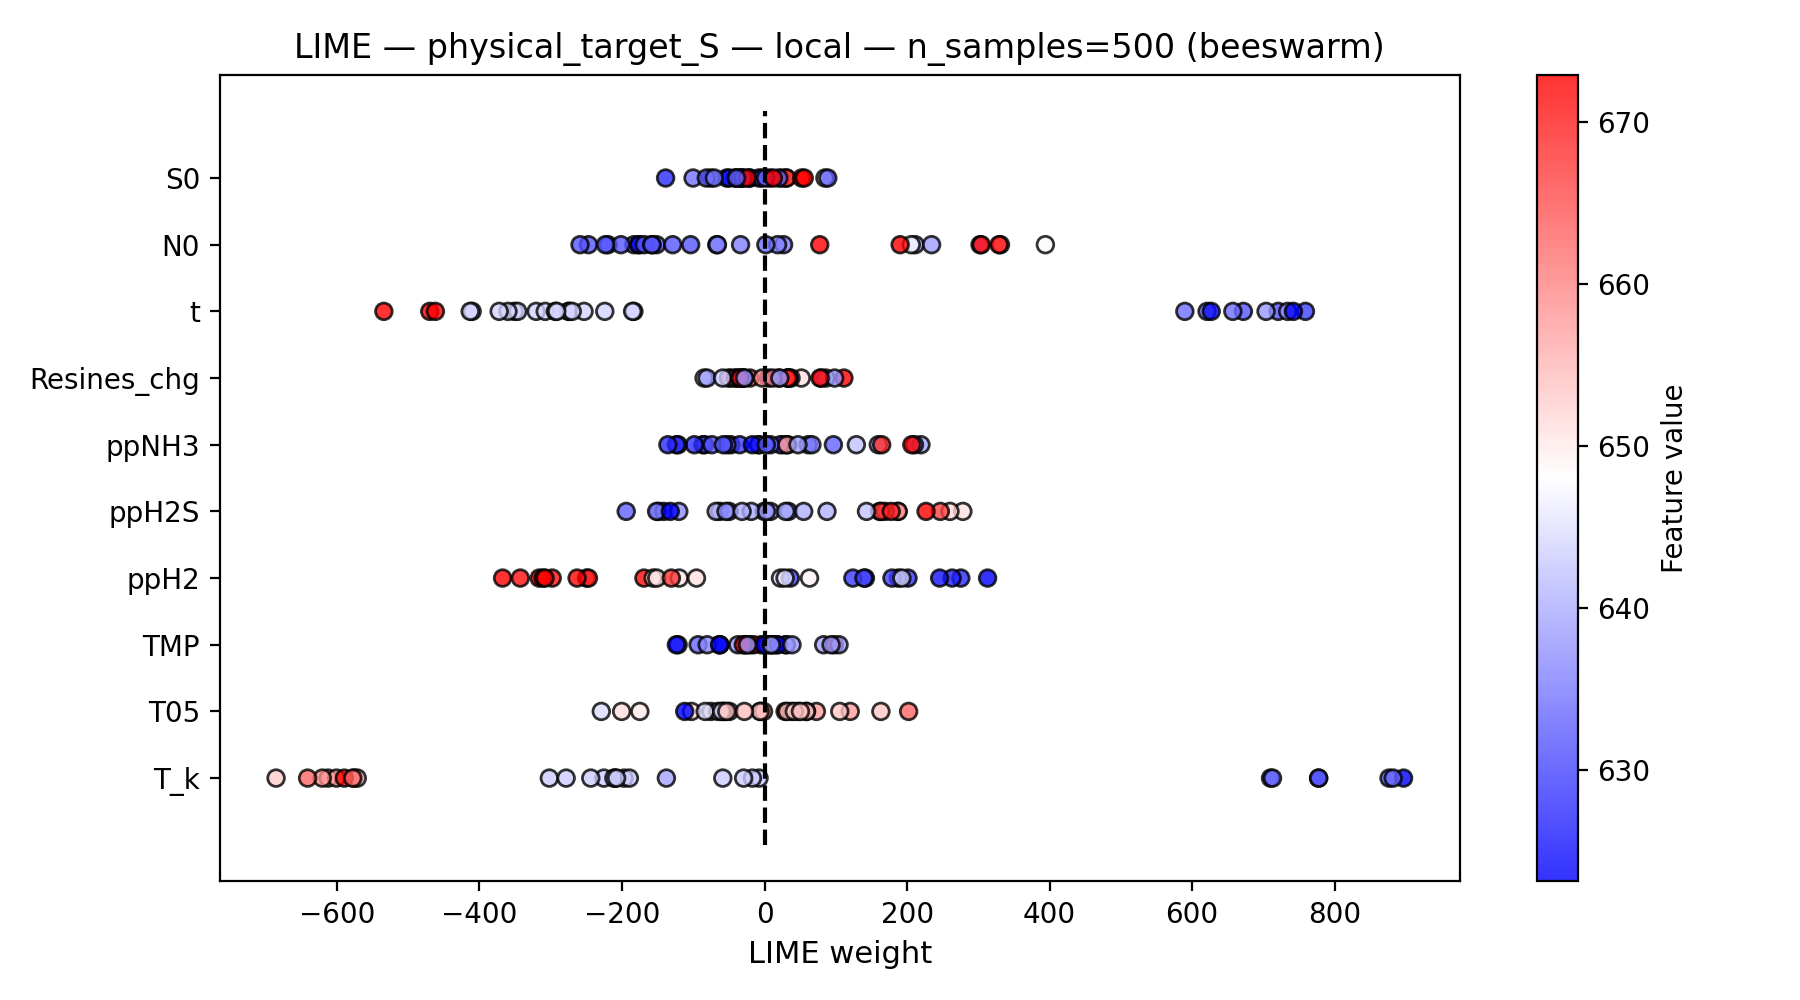 LIME — physical_target_S — local — n_samples=500 (beeswarm)
S0
N0
t
Resines_chg
ppNH3
ppH2S
ppH2
TMP
T05
T_k
−600
−400
−200
0
200
400
600
800
LIME weight
670
660
650
640
630
Feature value